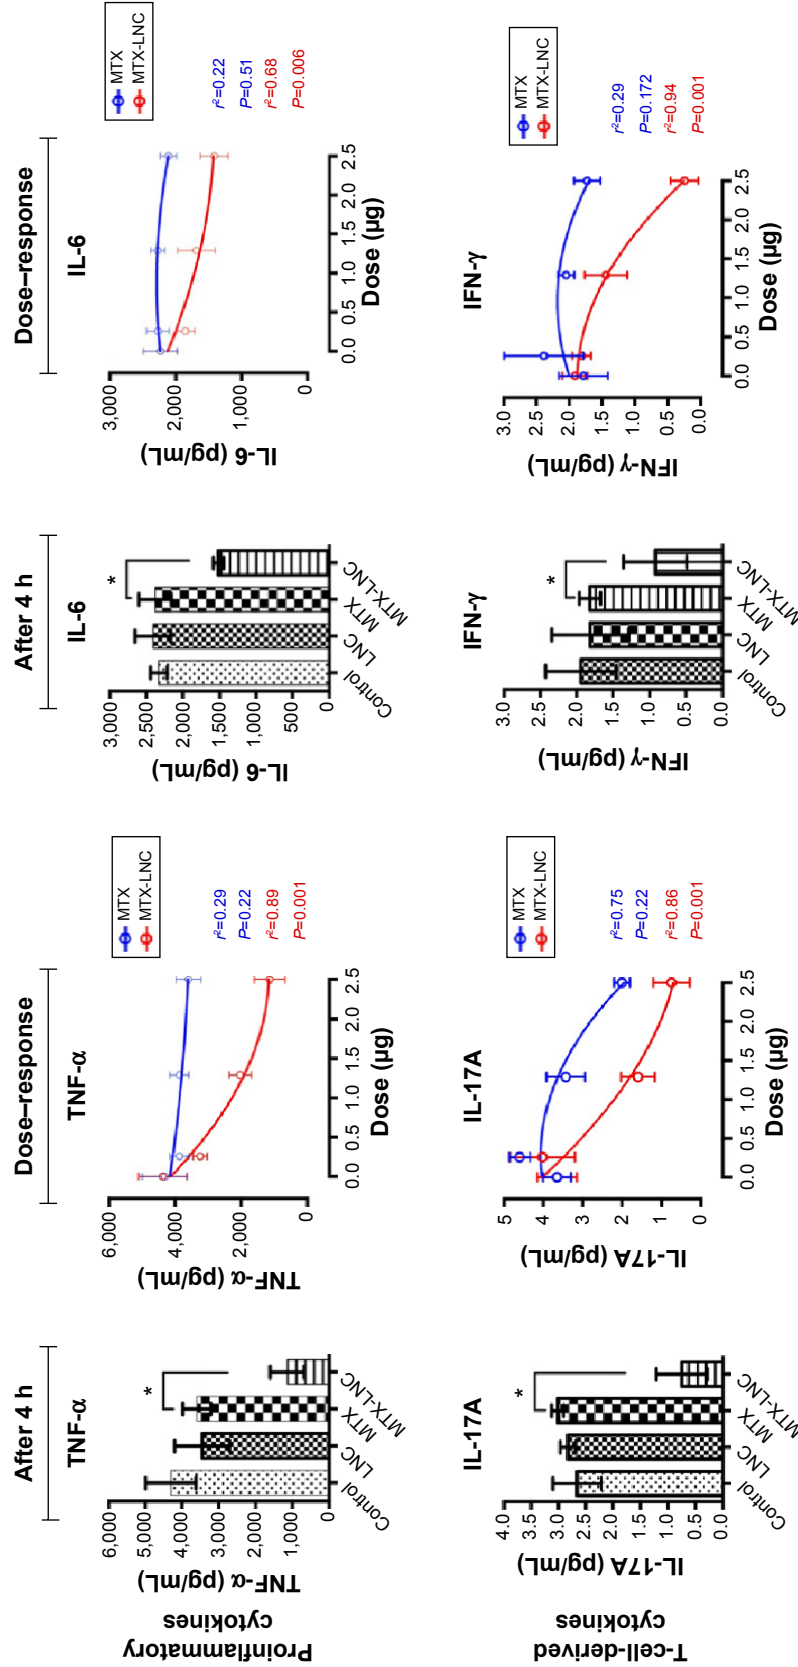 After 4 h
Dose–response
After 4 h
Dose–response
Proinflammatory
cytokines
TNF-α
TNF-α (pg/mL)
6,000
5,000
4,000
3,000
2,000
1,000
0
Control
LNC
MTX
MTX-LNC
*
TNF-α
TNF-α (pg/mL)
6,000
4,000
2,000
0
0.0
0.5
1.0
1.5
2.0
2.5
Dose (µg)
MTX
MTX-LNC
r²=0.29
P=0.22
r²=0.89
P=0.001
IL-6
IL-6 (pg/mL)
3,000
2,500
2,000
1,500
1,000
500
0
Control
LNC
MTX
MTX-LNC
*
IL-6
IL-6 (pg/mL)
3,000
2,000
1,000
0
0.0
0.5
1.0
1.5
2.0
2.5
Dose (µg)
MTX
MTX-LNC
r²=0.22
P=0.51
r²=0.68
P=0.006
T-cell-derived
cytokines
IL-17A
IL-17A (pg/mL)
4.0
3.5
3.0
2.5
2.0
1.5
1.0
0.5
0.0
Control
LNC
MTX
MTX-LNC
*
IL-17A
IL-17A (pg/mL)
5
4
3
2
1
0
0.0
0.5
1.0
1.5
2.0
2.5
Dose (µg)
MTX
MTX-LNC
r²=0.75
P=0.22
r²=0.86
P=0.001
IFN-γ
IFN-γ (pg/mL)
3.0
2.5
2.0
1.5
1.0
0.5
0.0
Control
LNC
MTX
MTX-LNC
*
IFN-γ
IFN-γ (pg/mL)
3.0
2.5
2.0
1.5
1.0
0.5
0.0
0.0
0.5
1.0
1.5
2.0
2.5
Dose (µg)
MTX
MTX-LNC
r²=0.29
P=0.172
r²=0.94
P=0.001